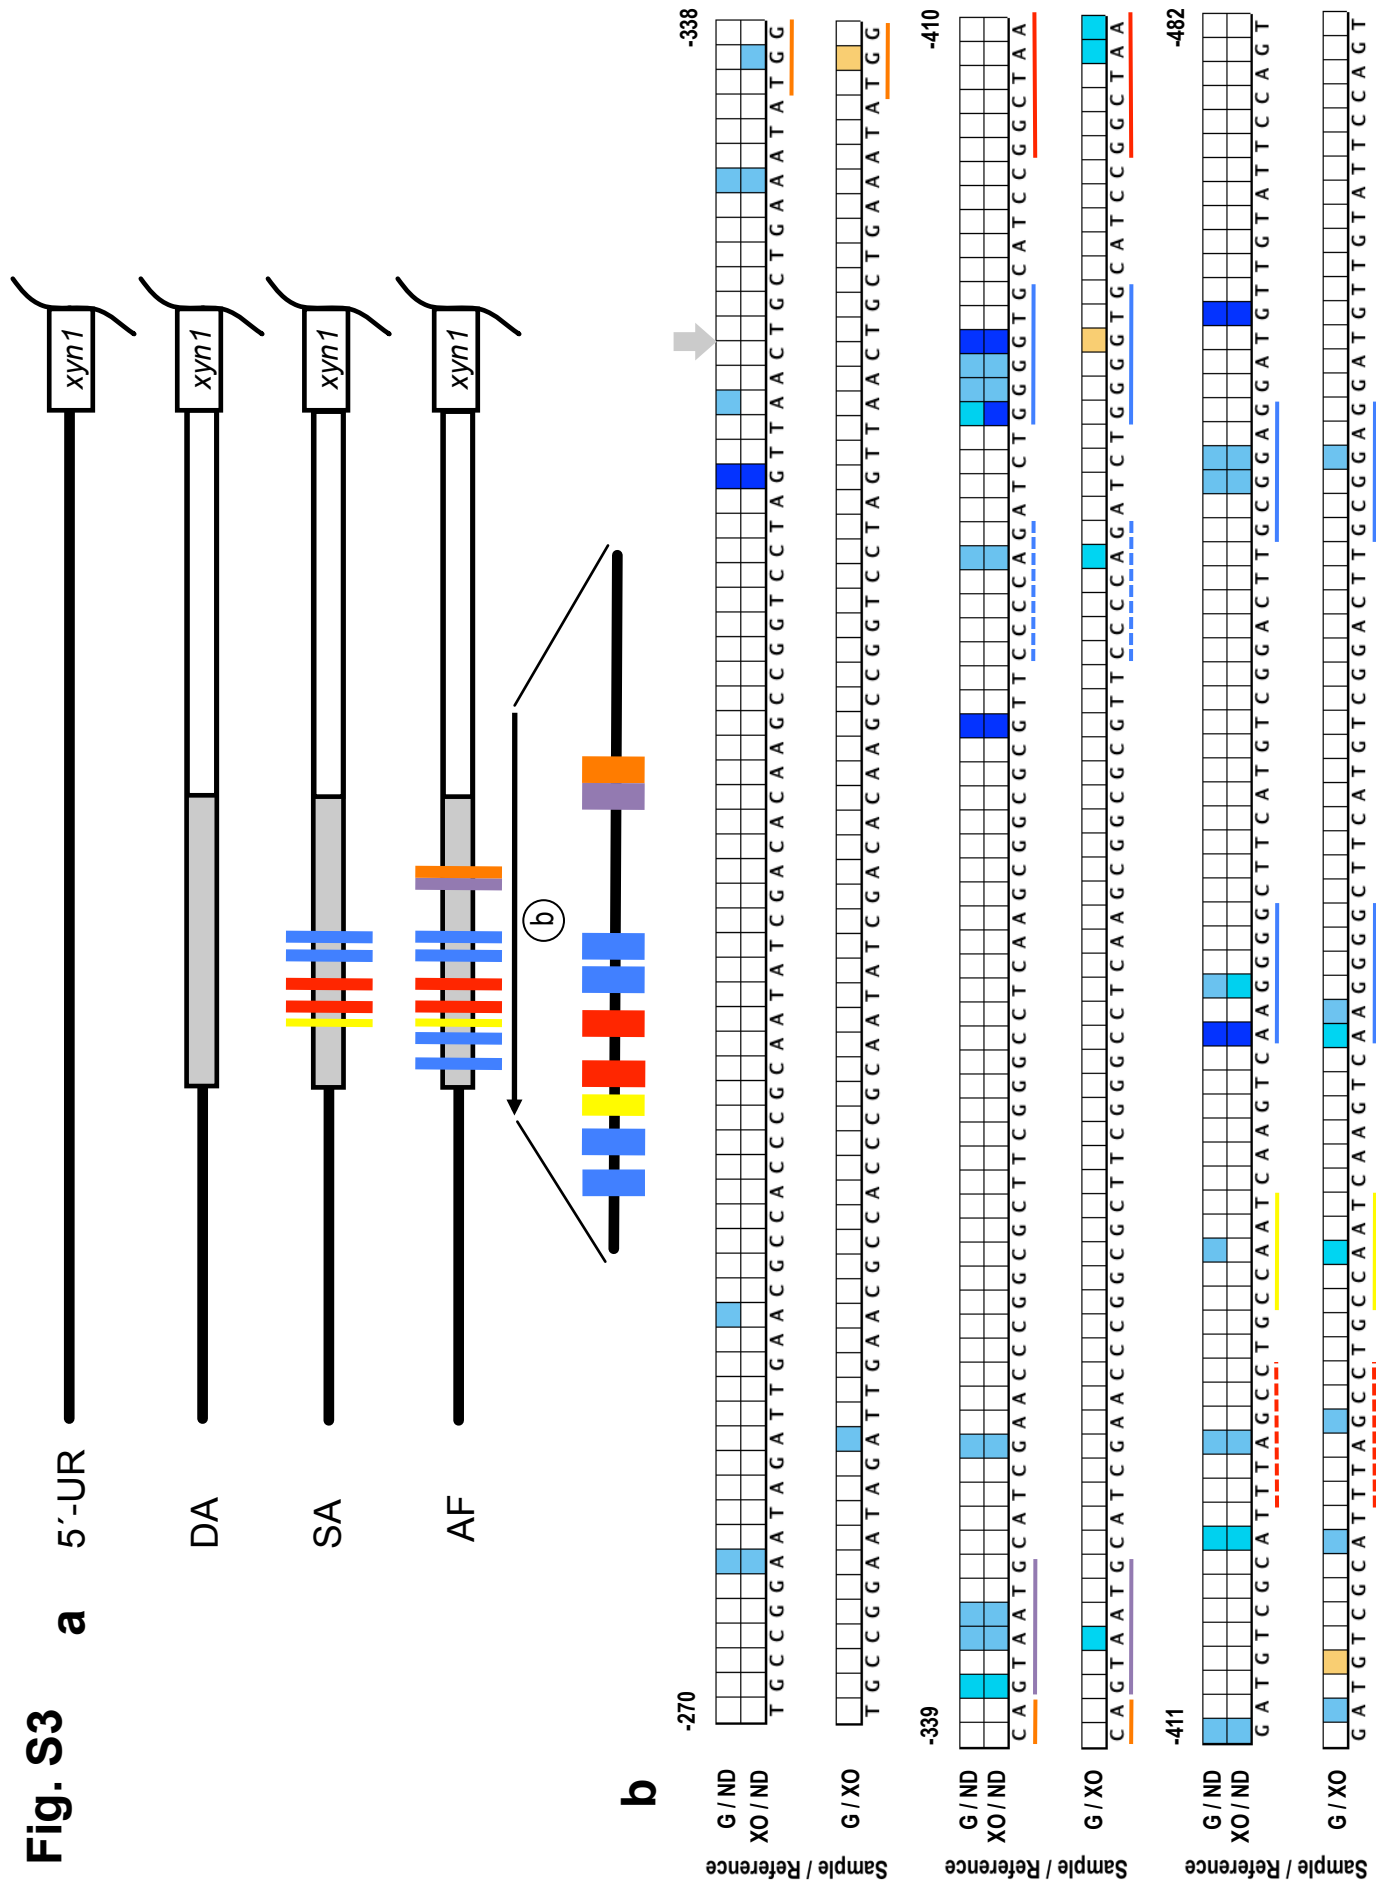 Fig. S3
a
5´-UR
xyn1
DA
xyn1
SA
xyn1
AF
xyn1
b
b
-270 -338
G / ND
XO / ND
T G C C G G A A T A G A T T G A A C G C C A C C C G C A A T A T C G A C A C A A G C C G G T C C T A G T T A A C T G C T G A A A T A T G G
G / XO
T G C C G G A A T A G A T T G A A C G C C A C C C G C A A T A T C G A C A C A A G C C G G T C C T A G T T A A C T G C T G A A A T A T G G
Sample / Reference
-339 -410
G / ND
XO / ND
C A G T A A T G C A T C G A A C C C G G C G C T T C G G G C C T C A A G C G G C G C G T T C C C C A G A T C T G G G G T G C A T C C G G C T A A
G / XO
C A G T A A T G C A T C G A A C C C G G C G C T T C G G G C C T C A A G C G G C G C G T T C C C C A G A T C T G G G G T G C A T C C G G C T A A
Sample / Reference
-411 -482
G / ND
XO / ND
G A T G T C G C A T T T A G C C T G C C A A T C A A G T C A A G G G G C T T C A T G T C G G A C T T G C G G A G G A T G T T G T A T T C C A G T
G / XO
G A T G T C G C A T T T A G C C T G C C A A T C A A G T C A A G G G G C T T C A T G T C G G A C T T G C G G A G G A T G T T G T A T T C C A G T
Sample / Reference